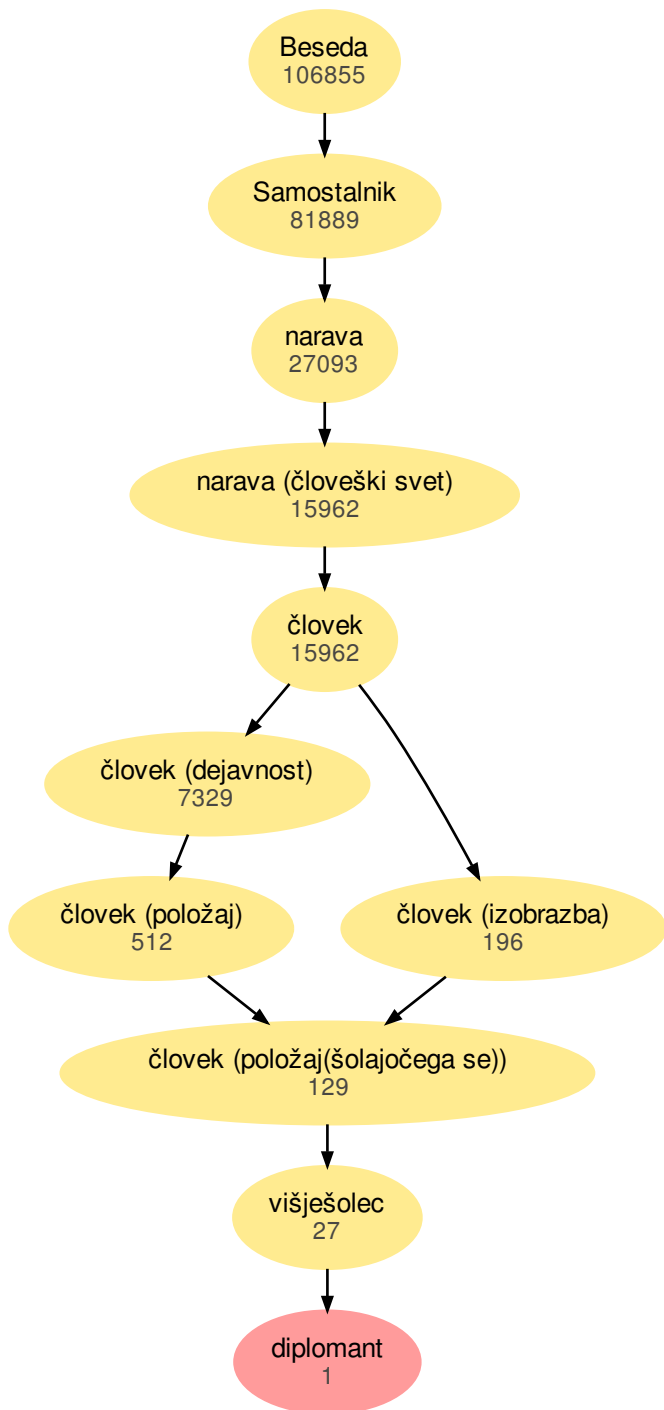 Beseda
106855
Samostalnik
81889
narava
27093
narava (človeški svet)
15962
človek
15962
človek (dejavnost)
7329
človek (položaj)
512
človek (izobrazba)
196
človek (položaj(šolajočega se))
129
višješolec
27
diplomant
1